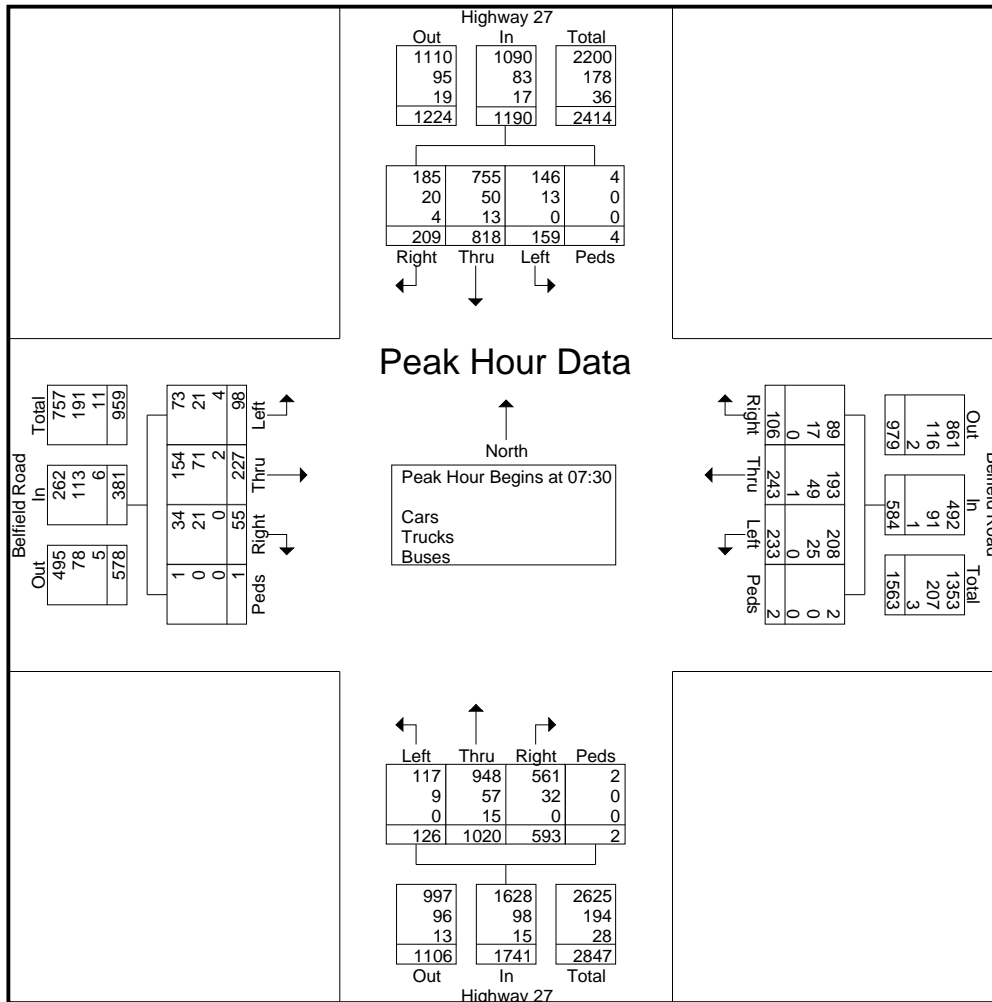 Highway 27
Out In Total
1110 1090 2200
95 83 178
19 17 36
1224 1190 2414
185 755 146 4
20 50 13 0
4 13 0 0
209 818 159 4
Right Thru Left Peds
Peak Hour Data
North
Peak Hour Begins at 07:30
Cars
Trucks
Buses
Belfield Road
Total In Out
757 262 495
191 113 78
11 6 5
959 381 578
73 154 34 1
21 71 21 0
4 2 0 0
98 227 55 1
Left Thru Right Peds
Right Thru Left Peds
89 193 208 2
17 49 25 0
0 1 0 0
106 243 233 2
Out In Total
861 492 1353
116 91 207
2 1 3
979 584 1563
Belfield Road
Left Thru Right Peds
117 948 561 2
9 57 32 0
0 15 0 0
126 1020 593 2
997 1628 2625
96 98 194
13 15 28
1106 1741 2847
Out In Total
Highway 27